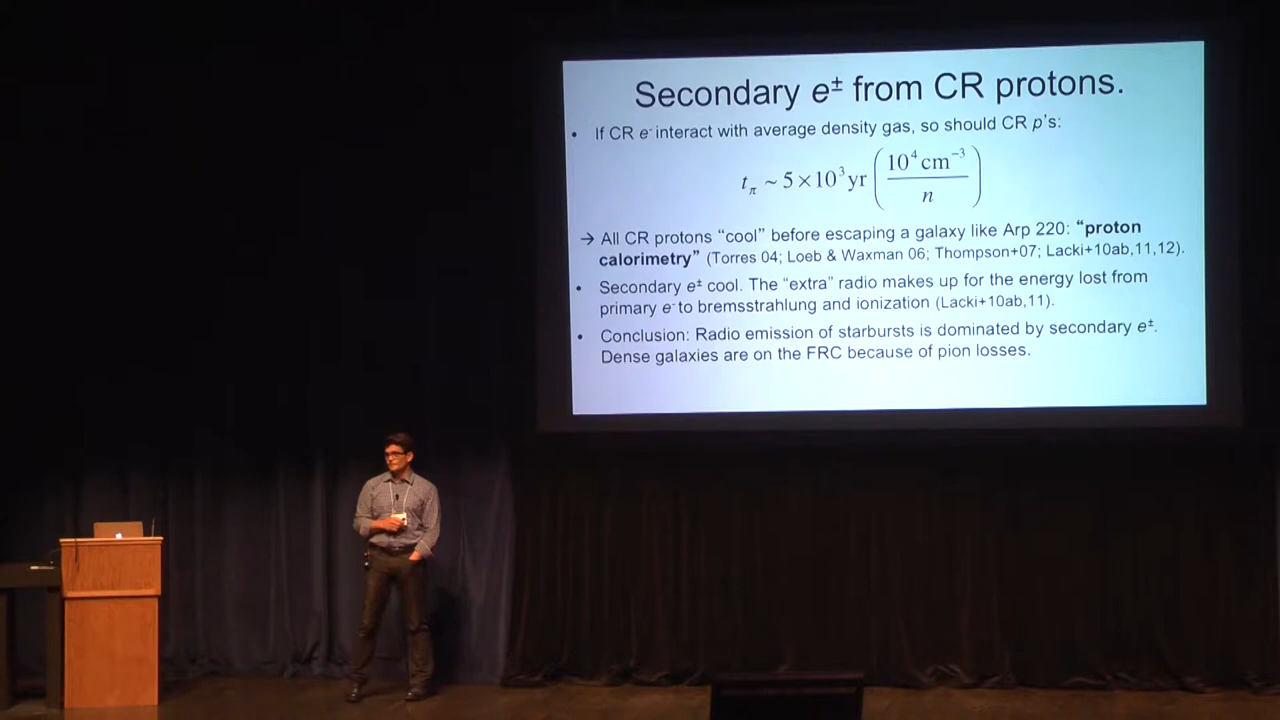 Secondary e± from CR protons.
• If CR e⁻ interact with average density gas, so should CR p's:
tπ ~ 5×10³ yr (10⁴ cm⁻³ / n)
→ All CR protons “cool” before escaping a galaxy like Arp 220: “proton
calorimetry” (Torres 04; Loeb & Waxman 06; Thompson+07; Lacki+10ab,11,12).
• Secondary e± cool. The “extra” radio makes up for the energy lost from
primary e⁻ to bremsstrahlung and ionization (Lacki+10ab,11).
• Conclusion: Radio emission of starbursts is dominated by secondary e±.
Dense galaxies are on the FRC because of pion losses.